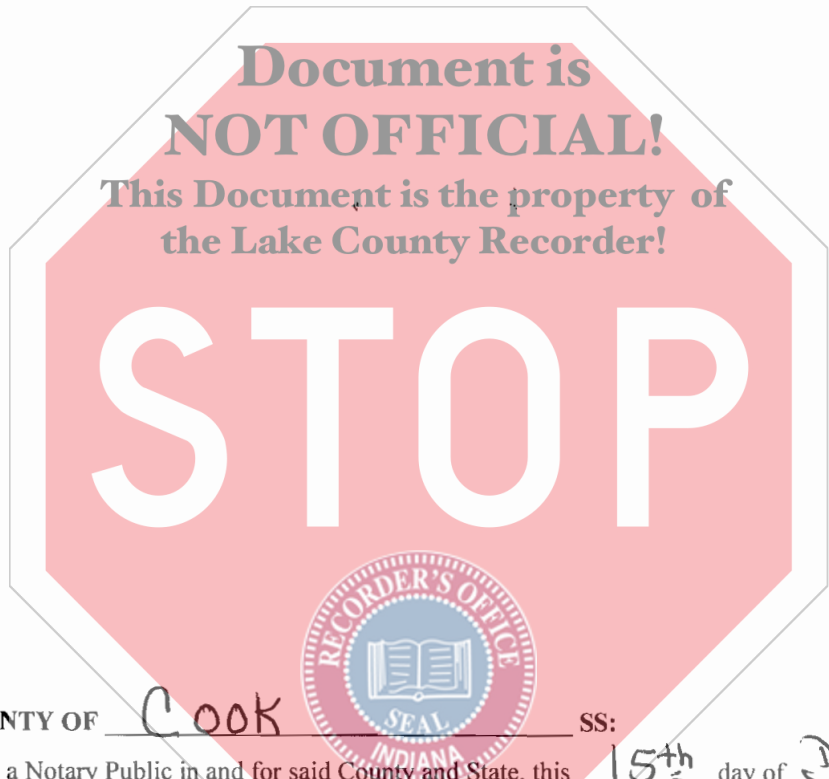 Document is
NOT OFFICIAL!
This Document is the property of
the Lake County Recorder!
STOP
RECORDER'S OFFICE
SEAL
INDIANA
NTY OF Cook SS:
a Notary Public in and for said County and State, this 15th day of